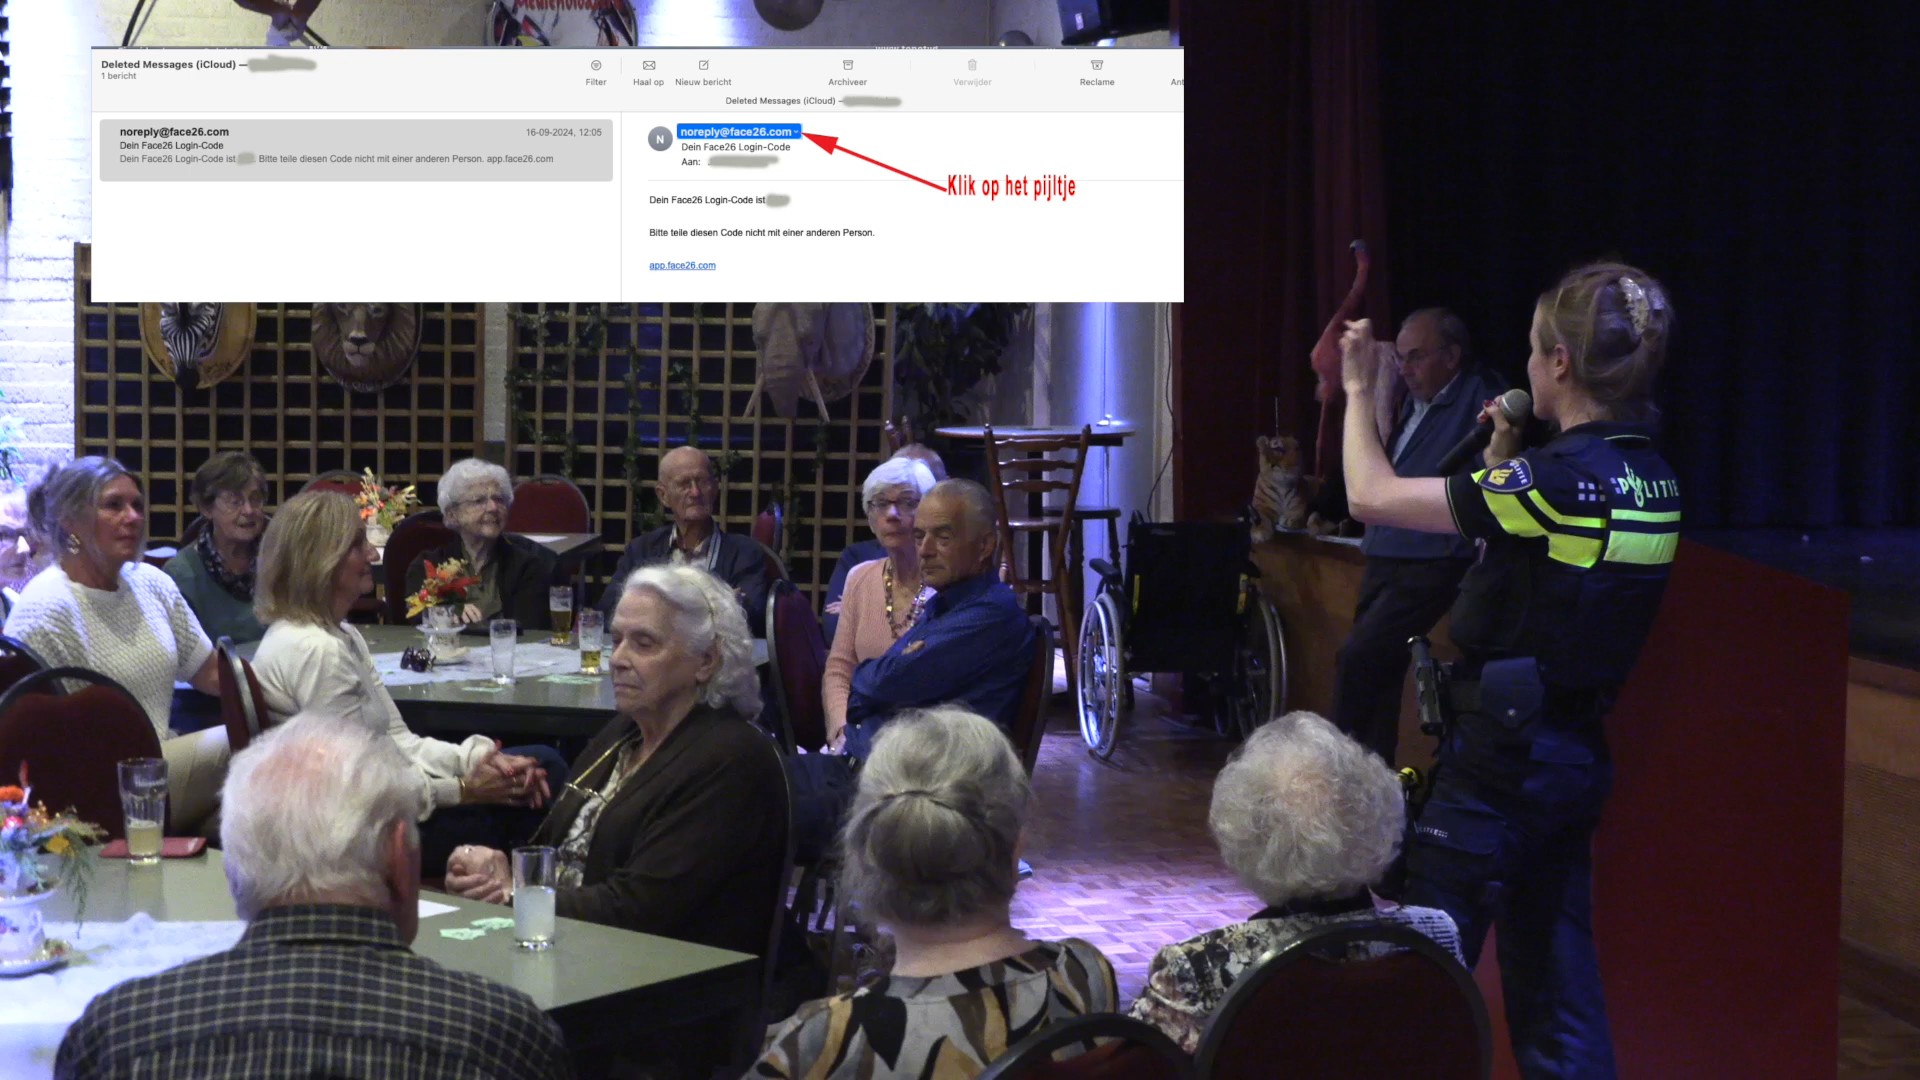 Deleted Messages (iCloud) —
1 bericht
Filter
Haal op
Nieuw bericht
Archiveer
Verwijder
Reclame
Ant
Deleted Messages (iCloud) –
noreply@face26.com
16-09-2024, 12:05
Dein Face26 Login-Code
Dein Face26 Login-Code ist . Bitte teile diesen Code nicht mit einer anderen Person. app.face26.com
N
noreply@face26.com
Dein Face26 Login-Code
Aan:
Klik op het pijltje
Dein Face26 Login-Code ist
Bitte teile diesen Code nicht mit einer anderen Person.
app.face26.com
POLITIE